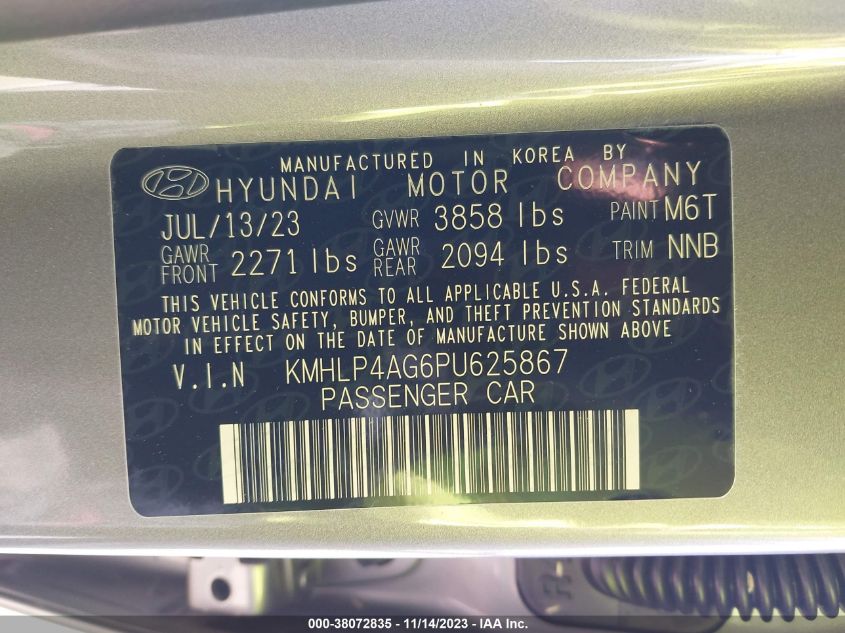 MANUFACTURED IN KOREA BY
HYUNDAI MOTOR COMPANY
JUL/13/23 GVWR 3858 lbs PAINT M6T
GAWR FRONT 2271 lbs GAWR REAR 2094 lbs TRIM NNB
THIS VEHICLE CONFORMS TO ALL APPLICABLE U.S.A. FEDERAL
MOTOR VEHICLE SAFETY, BUMPER, AND THEFT PREVENTION STANDARDS
IN EFFECT ON THE DATE OF MANUFACTURE SHOWN ABOVE
V.I.N KMHLP4AG6PU625867
PASSENGER CAR
R
000-38072835 - 11/14/2023 - IAA Inc.